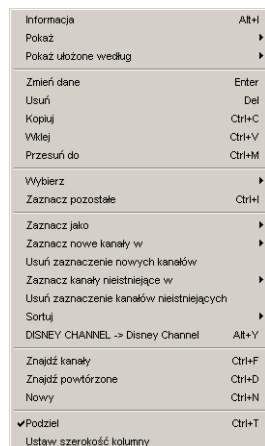 Informacja Alt+I
Pokaż
Pokaż ułożone według
Zmień dane Enter
Usuń Del
Kopiuj Ctrl+C
Wklej Ctrl+V
Przesuń do Ctrl+M
Wybierz
Zaznacz pozostałe Ctrl+I
Zaznacz jako
Zaznacz nowe kanały w
Usuń zaznaczenie nowych kanałów
Zaznacz kanały nieistniejące w
Usuń zaznaczenie kanałów nieistniejących
Sortuj
DISNEY CHANNEL -> Disney Channel Alt+Y
Znajdź kanały Ctrl+F
Znajdź powtórzone Ctrl+D
Nowy Ctrl+N
Podziel Ctrl+T
Ustaw szerokość kolumny